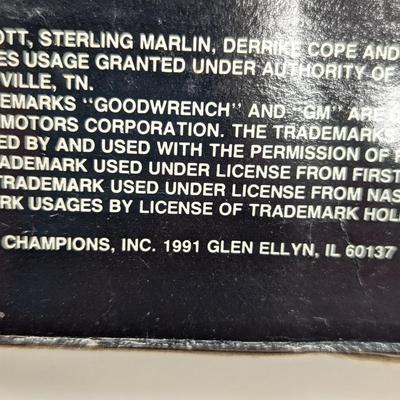 OTT, STERLING MARLIN, DERRIKE COPE AND
ES USAGE GRANTED UNDER AUTHORITY OF
VILLE, TN.
DEMARKS "GOODWRENCH" AND "GM" ARE
MOTORS CORPORATION. THE TRADEMARKS
ED BY AND USED WITH THE PERMISSION OF
RADEMARK USED UNDER LICENSE FROM FIRST
TRADEMARK USED UNDER LICENSE FROM NAS
RK USAGES BY LICENSE OF TRADEMARK HOL
CHAMPIONS, INC. 1991 GLEN ELLYN, IL 60137